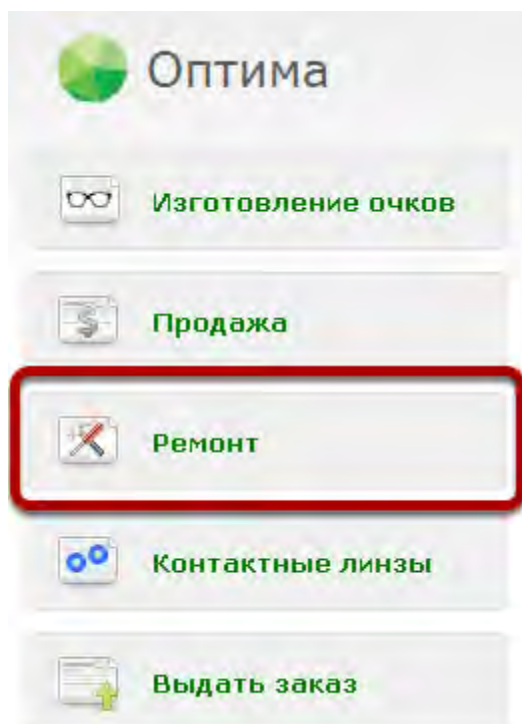 Оптима
Изготовление очков
Продажа
Ремонт
Контактные линзы
Выдать заказ